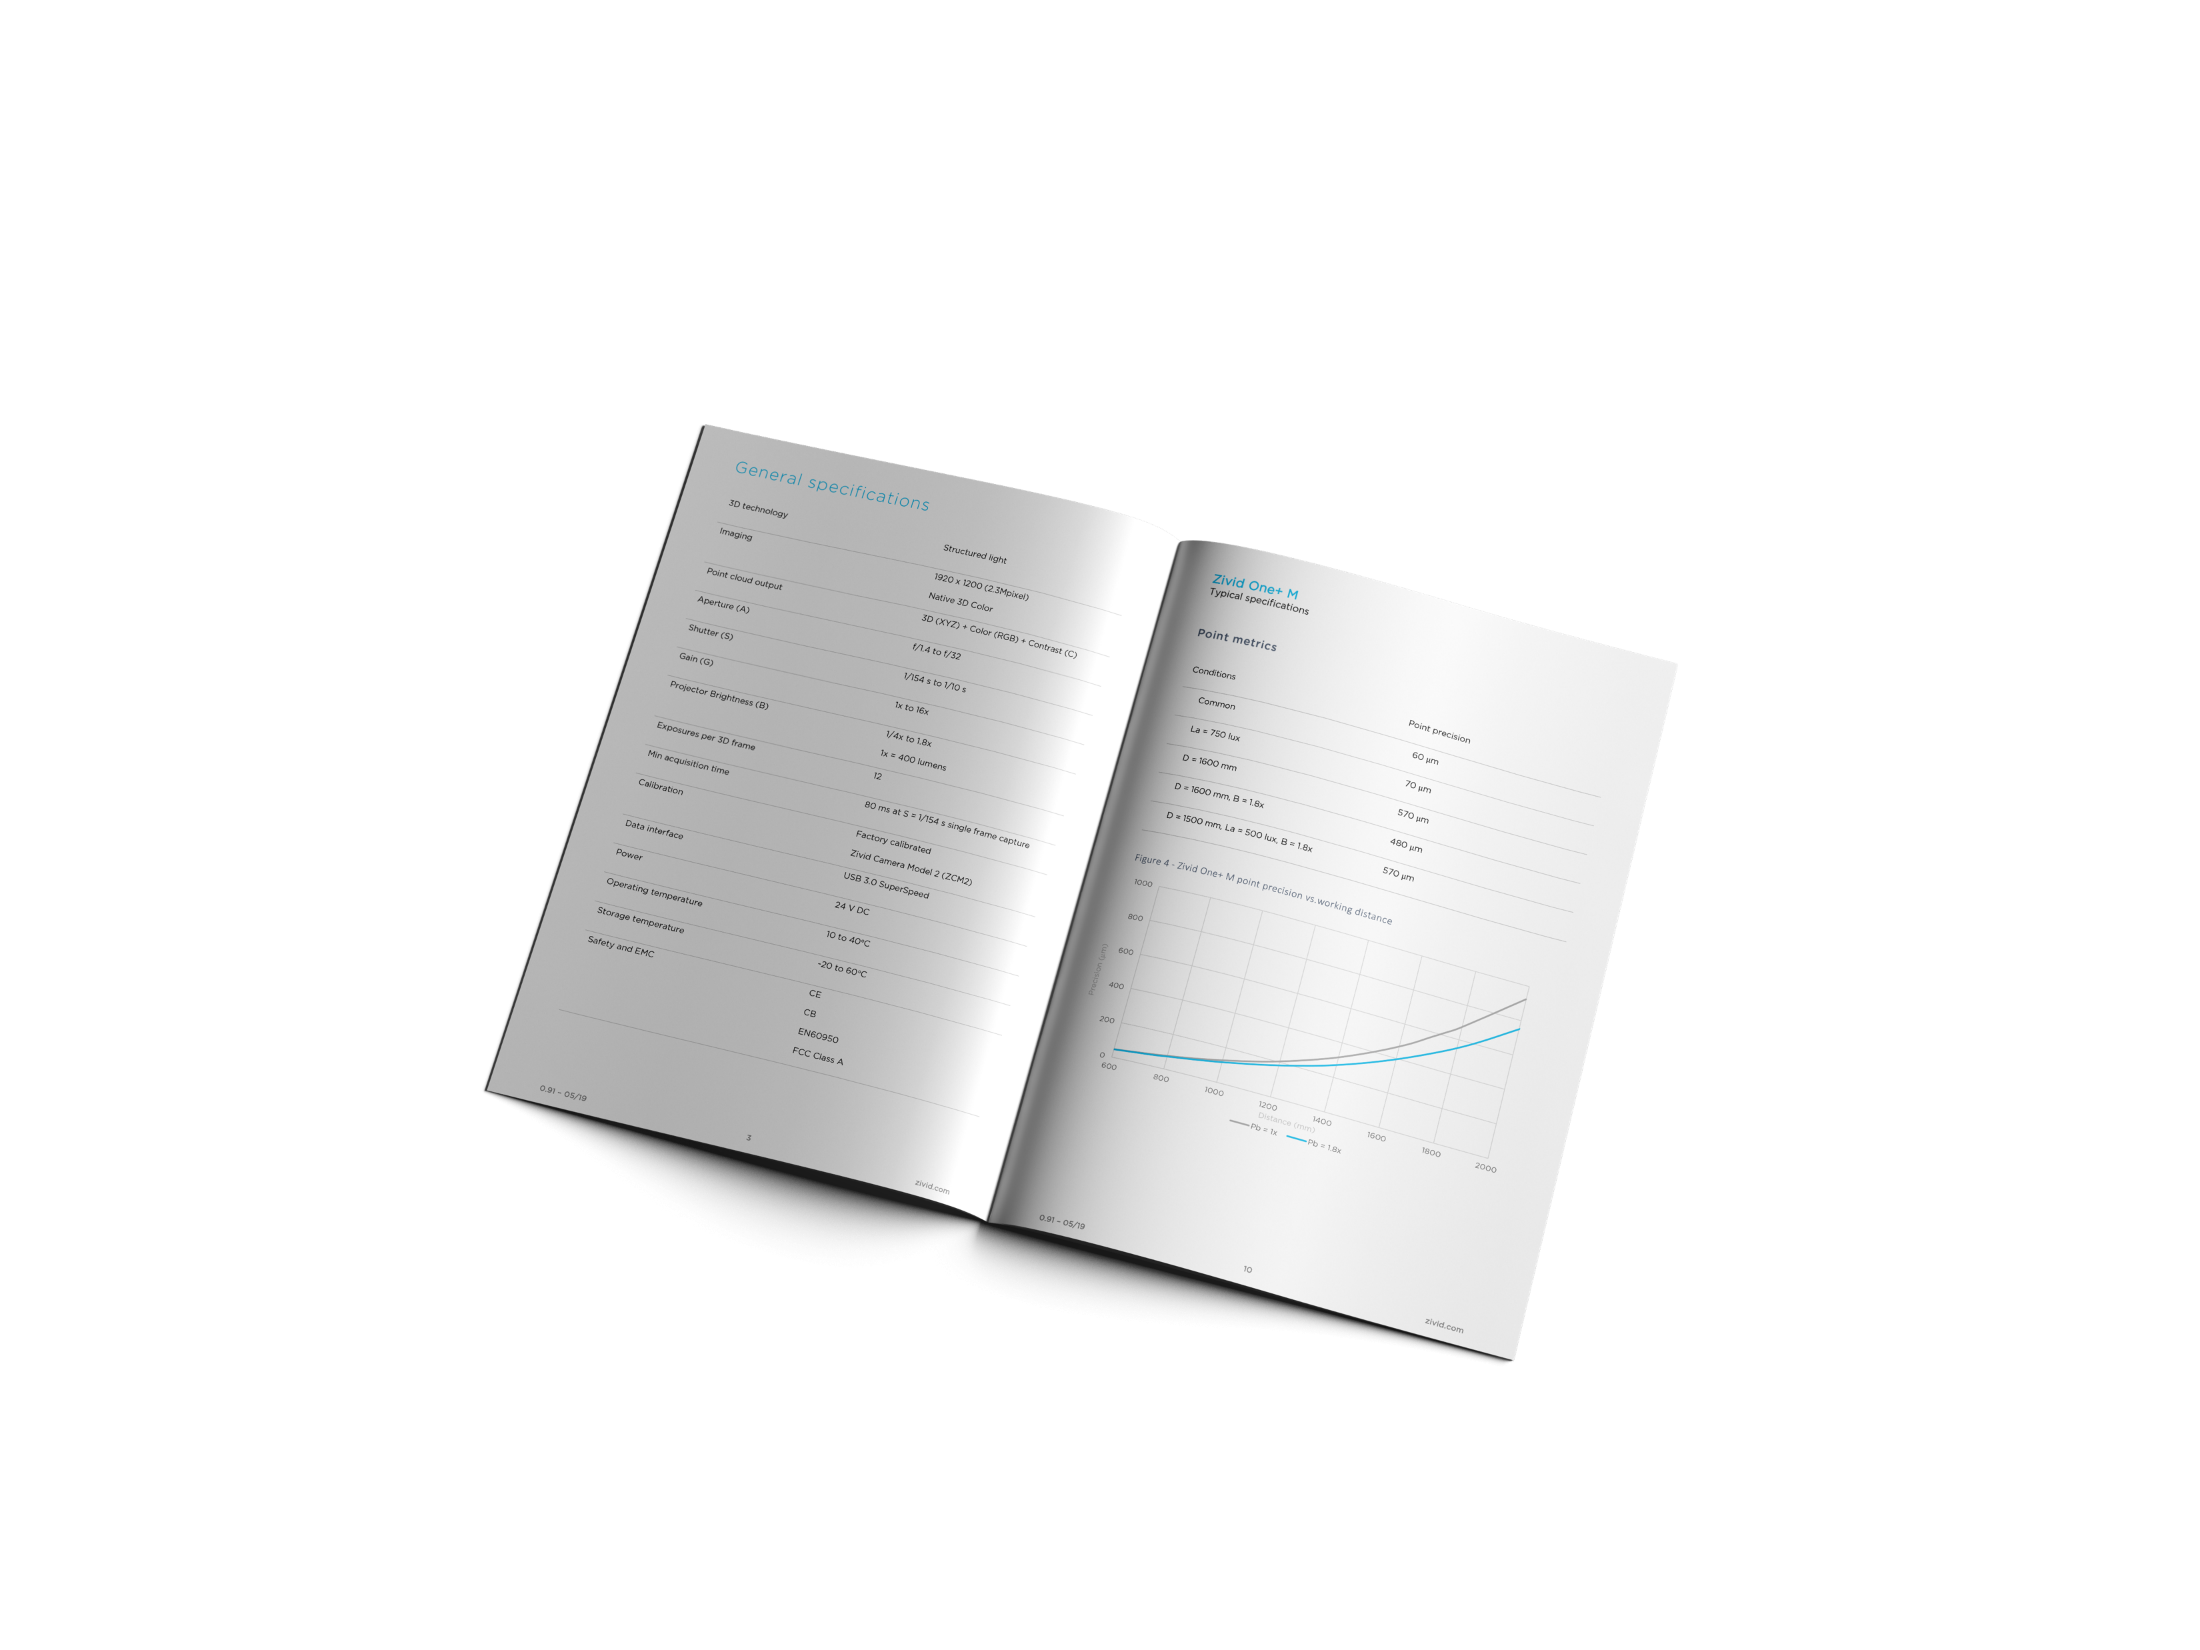 General specifications
3D technology
Structured light
Imaging
1920 x 1200 (2.3Mpixel)
Native 3D Color
Point cloud output
3D (XYZ) + Color (RGB) + Contrast (C)
Aperture (A)
f/1.4 to f/32
Shutter (S)
1/154 s to 1/10 s
Gain (G)
1x to 16x
Projector Brightness (B)
1/4x to 1.8x
1x = 400 lumens
Exposures per 3D frame
12
Min acquisition time
80 ms at S = 1/154 s single frame capture
Calibration
Factory calibrated
Zivid Camera Model 2 (ZCM2)
Data interface
USB 3.0 SuperSpeed
Power
24 V DC
Operating temperature
10 to 40ºC
Storage temperature
-20 to 60ºC
Safety and EMC
CE
CB
EN60950
FCC Class A
0.91 – 05/19
3
zivid.com
Zivid One+ M
Typical specifications
Point metrics
Conditions
Point precision
Common
60 µm
La = 750 lux
70 µm
D = 1600 mm
570 µm
D = 1600 mm, B = 1.8x
480 µm
D = 1500 mm, La = 500 lux, B = 1.8x
570 µm
Figure 4 - Zivid One+ M point precision vs.working distance
1000
800
600
400
200
0
Precision (µm)
600
800
1000
1200
1400
1600
1800
2000
Distance (mm)
Pb = 1x
Pb = 1.8x
0.91 – 05/19
10
zivid.com